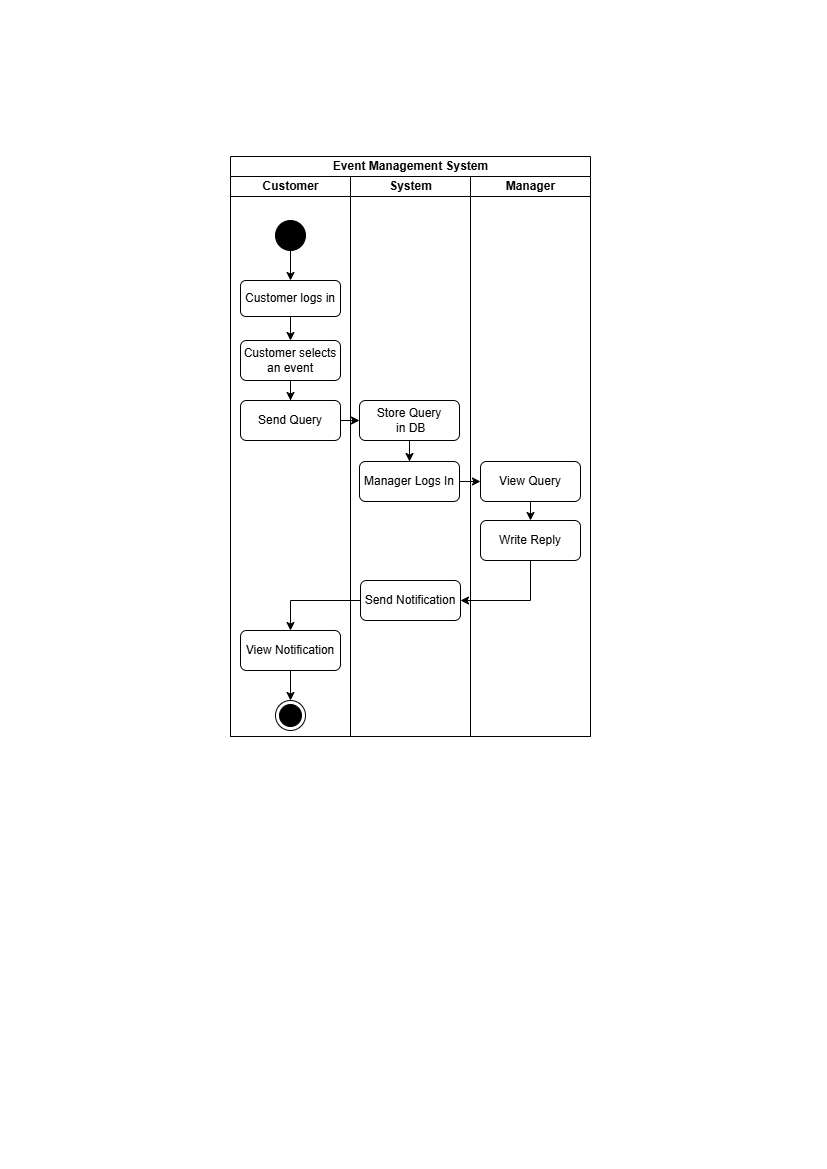 Event Management System
Customer
System
Manager
Customer logs in
Customer selects
an event
Send Query
Store Query
in DB
Manager Logs In
View Query
Write Reply
Send Notification
View Notification